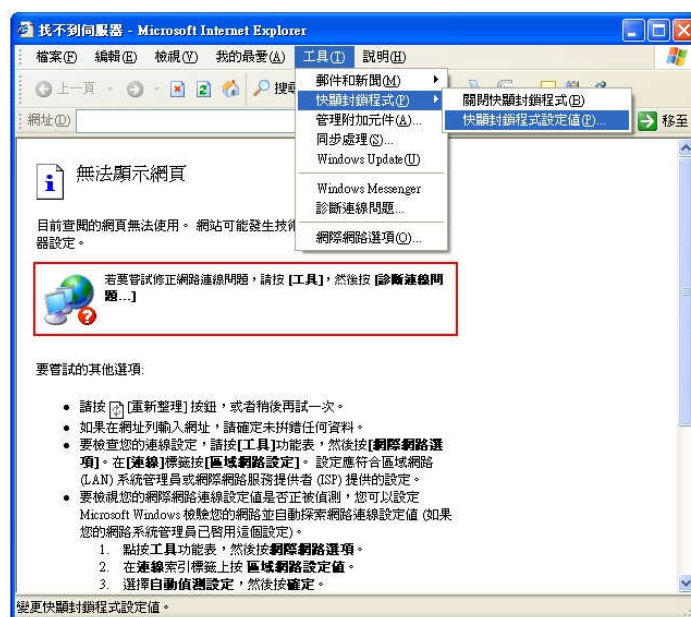 找不到伺服器 - Microsoft Internet Explorer
檔案(F) 編輯(E) 檢視(V) 我的最愛(A) 工具(T) 說明(H)
上一頁 搜尋
網址(D) 移至
郵件和新聞(M)
快顯封鎖程式(P)
管理附加元件(A)...
同步處理(S)...
Windows Update(U)
Windows Messenger
診斷連線問題...
網際網路選項(O)...
關閉快顯封鎖程式(B)
快顯封鎖程式設定值(P)...
無法顯示網頁
目前查閱的網頁無法使用。網站可能發生技術
器設定。
若要嘗試修正網路連線問題,請按 [工具],然後按 [診斷連線問
題...]
要嘗試的其他選項:
請按 [重新整理] 按鈕,或者稍後再試一次。
如果在網址列輸入網址,請確定未拼錯任何資料。
要檢查您的連線設定,請按[工具]功能表,然後按[網際網路選
項]。在[連線]標籤按[區域網路設定]。設定應符合區域網路
(LAN) 系統管理員或網際網路服務提供者 (ISP) 提供的設定。
要檢視您的網際網路連線設定值是否正被偵測,您可以設定
Microsoft Windows 檢驗您的網路並自動探索網路連線設定值 (如果
您的網路系統管理員已啓用這個設定)。
1. 點按工具功能表,然後按網際網路選項。
2. 在連線索引標籤上按 區域網路設定值。
3. 選擇自動偵測設定,然後按確定。
變更快顯封鎖程式設定值。